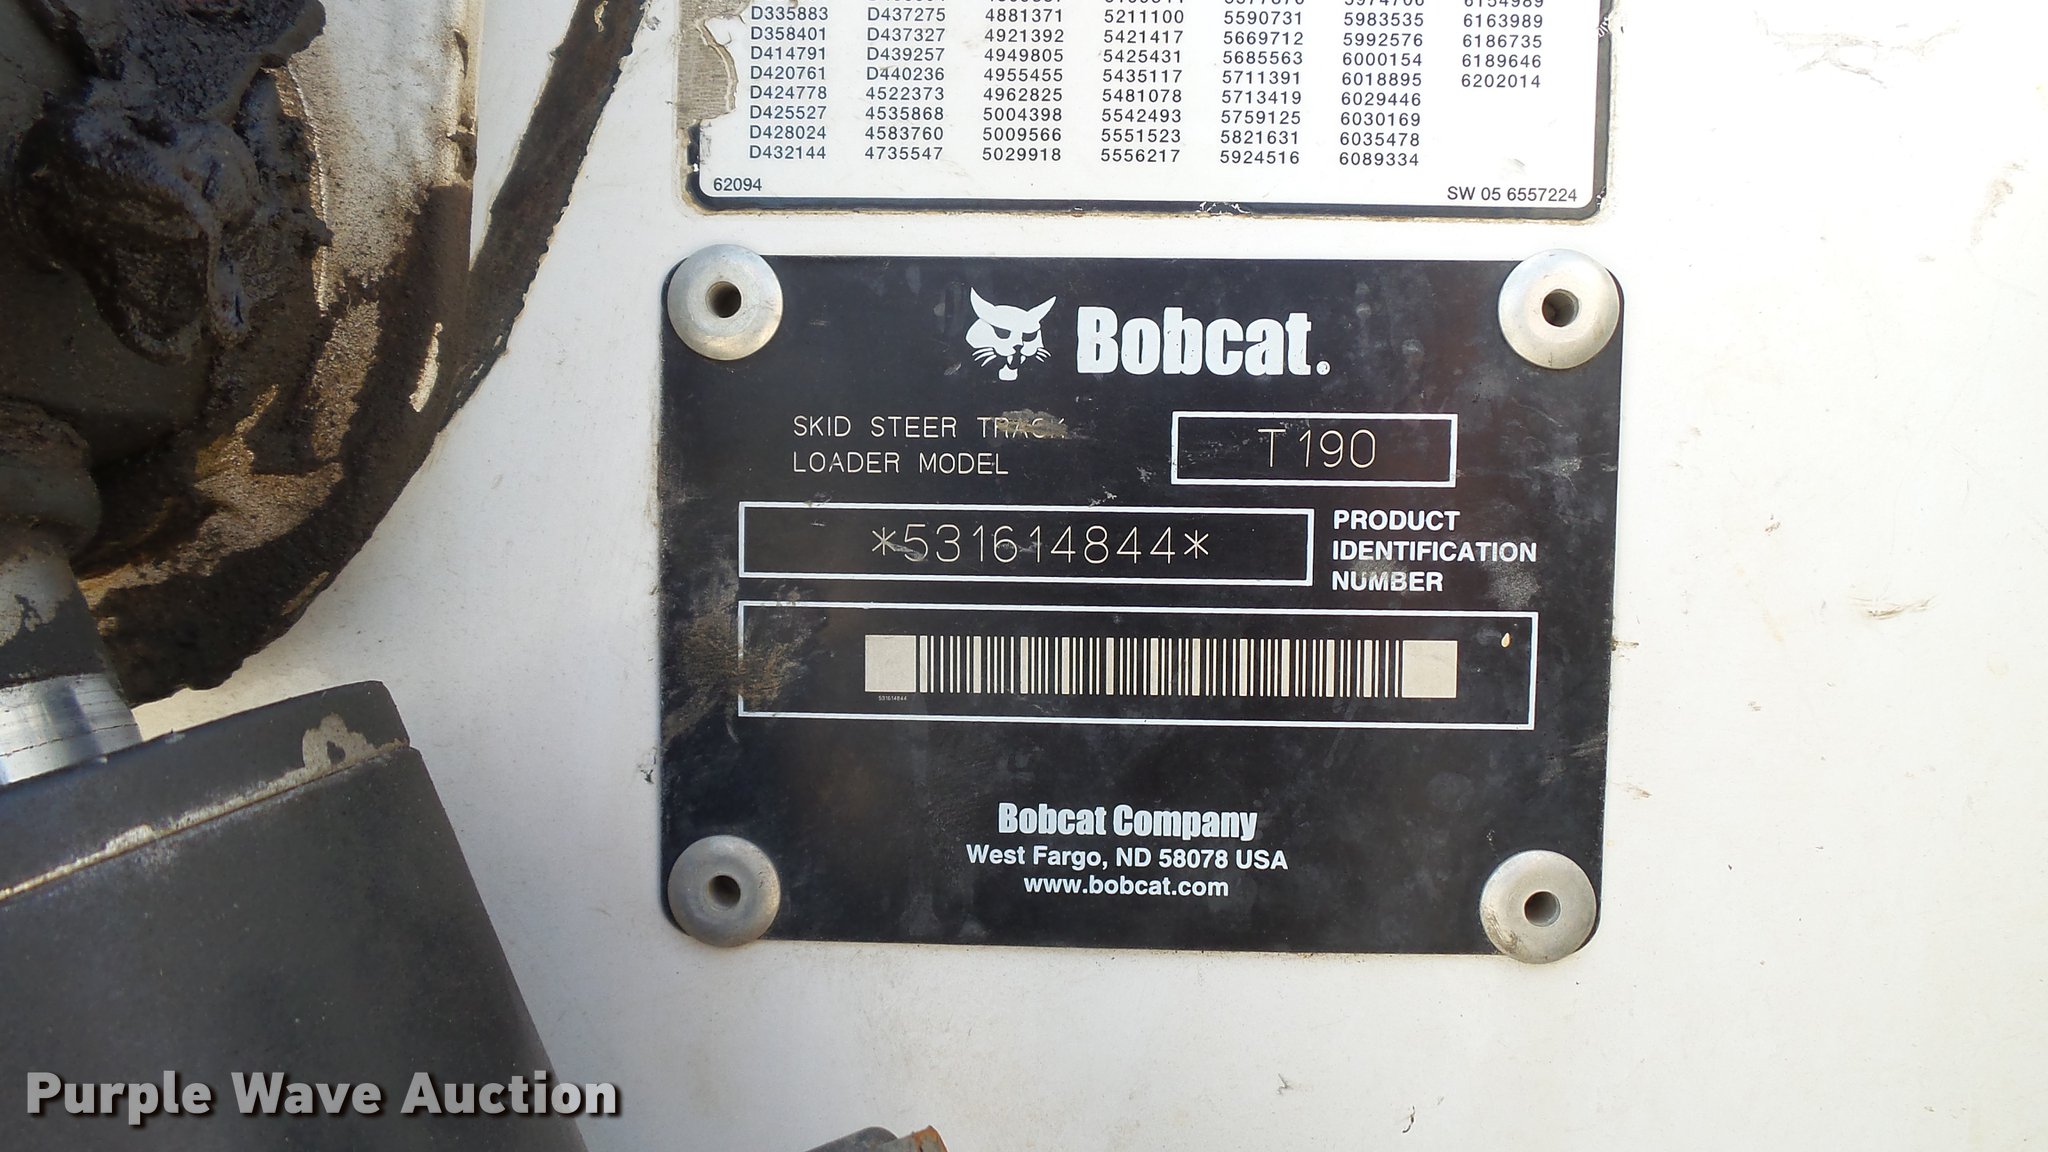 D335883 D437275 4881371 5211100 5590731 5983535 6163989
D358401 D437327 4921392 5421417 5669712 5992576 6186735
D414791 D439257 4949805 5425431 5685563 6000154 6189646
D420761 D440236 4955455 5435117 5711391 6018895 6202014
D424778 4522373 4962825 5481078 5713419 6029446
D425527 4535868 5004398 5542493 5759125 6030169
D428024 4583760 5009566 5551523 5821631 6035478
D432144 4735547 5029918 5556217 5924516 6089334
62094 SW 05 6557224
Bobcat.
SKID STEER TRACK
LOADER MODEL
T190
*531614844*
PRODUCT
IDENTIFICATION
NUMBER
531614844
Bobcat Company
West Fargo, ND 58078 USA
www.bobcat.com
Purple Wave Auction